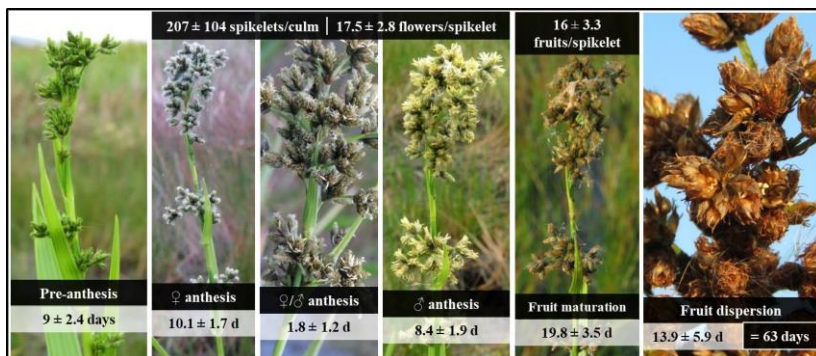 207 ± 104 spikelets/culm | 17.5 ± 2.8 flowers/spikelet
16 ± 3.3
fruits/spikelet
Pre-anthesis
9 ± 2.4 days
♀ anthesis
10.1 ± 1.7 d
♀/♂ anthesis
1.8 ± 1.2 d
♂ anthesis
8.4 ± 1.9 d
Fruit maturation
19.8 ± 3.5 d
Fruit dispersion
13.9 ± 5.9 d
= 63 days